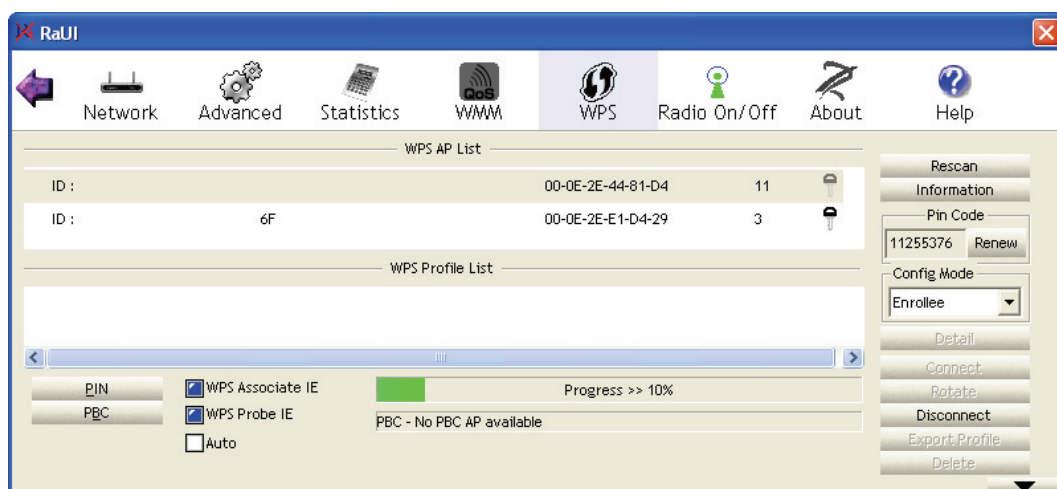 RaUI
Network Advanced Statistics QoS WMM WPS Radio On/Off About Help
WPS AP List
ID : 00-0E-2E-44-81-D4 11
ID : 6F 00-0E-2E-E1-D4-29 3
WPS Profile List
PIN
PBC
WPS Associate IE
WPS Probe IE
Auto
Progress >> 10%
PBC - No PBC AP available
Rescan
Information
Pin Code
11255376 Renew
Config Mode
Enrollee
Detail
Connect
Rotate
Disconnect
Export Profile
Delete